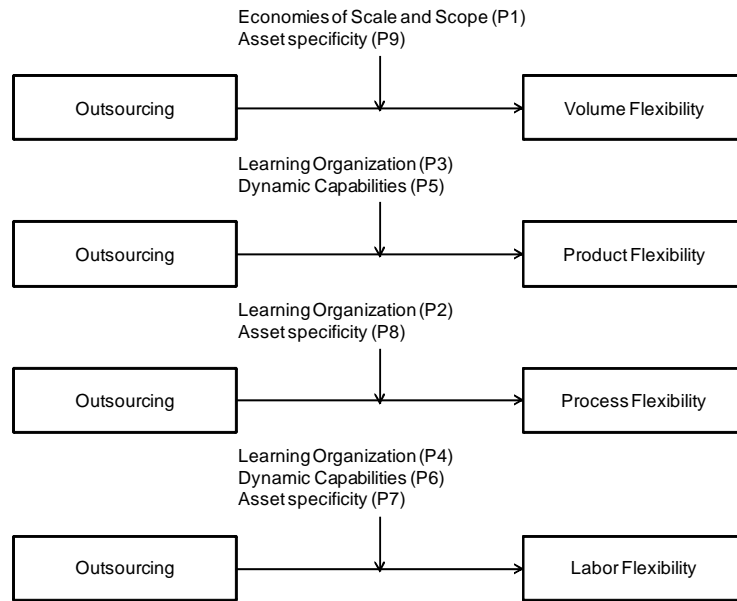 Economies of Scale and Scope (P1)
Asset specificity (P9)
Outsourcing
Volume Flexibility
Learning Organization (P3)
Dynamic Capabilities (P5)
Outsourcing
Product Flexibility
Learning Organization (P2)
Asset specificity (P8)
Outsourcing
Process Flexibility
Learning Organization (P4)
Dynamic Capabilities (P6)
Asset specificity (P7)
Outsourcing
Labor Flexibility